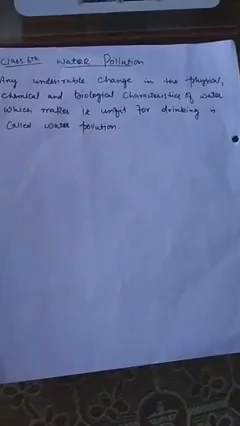 Class 6th Water Pollution
Any undesirable change in the physical,
chemical and Biological characteristics of water
which makes it unfit for drinking is
called water pollution.